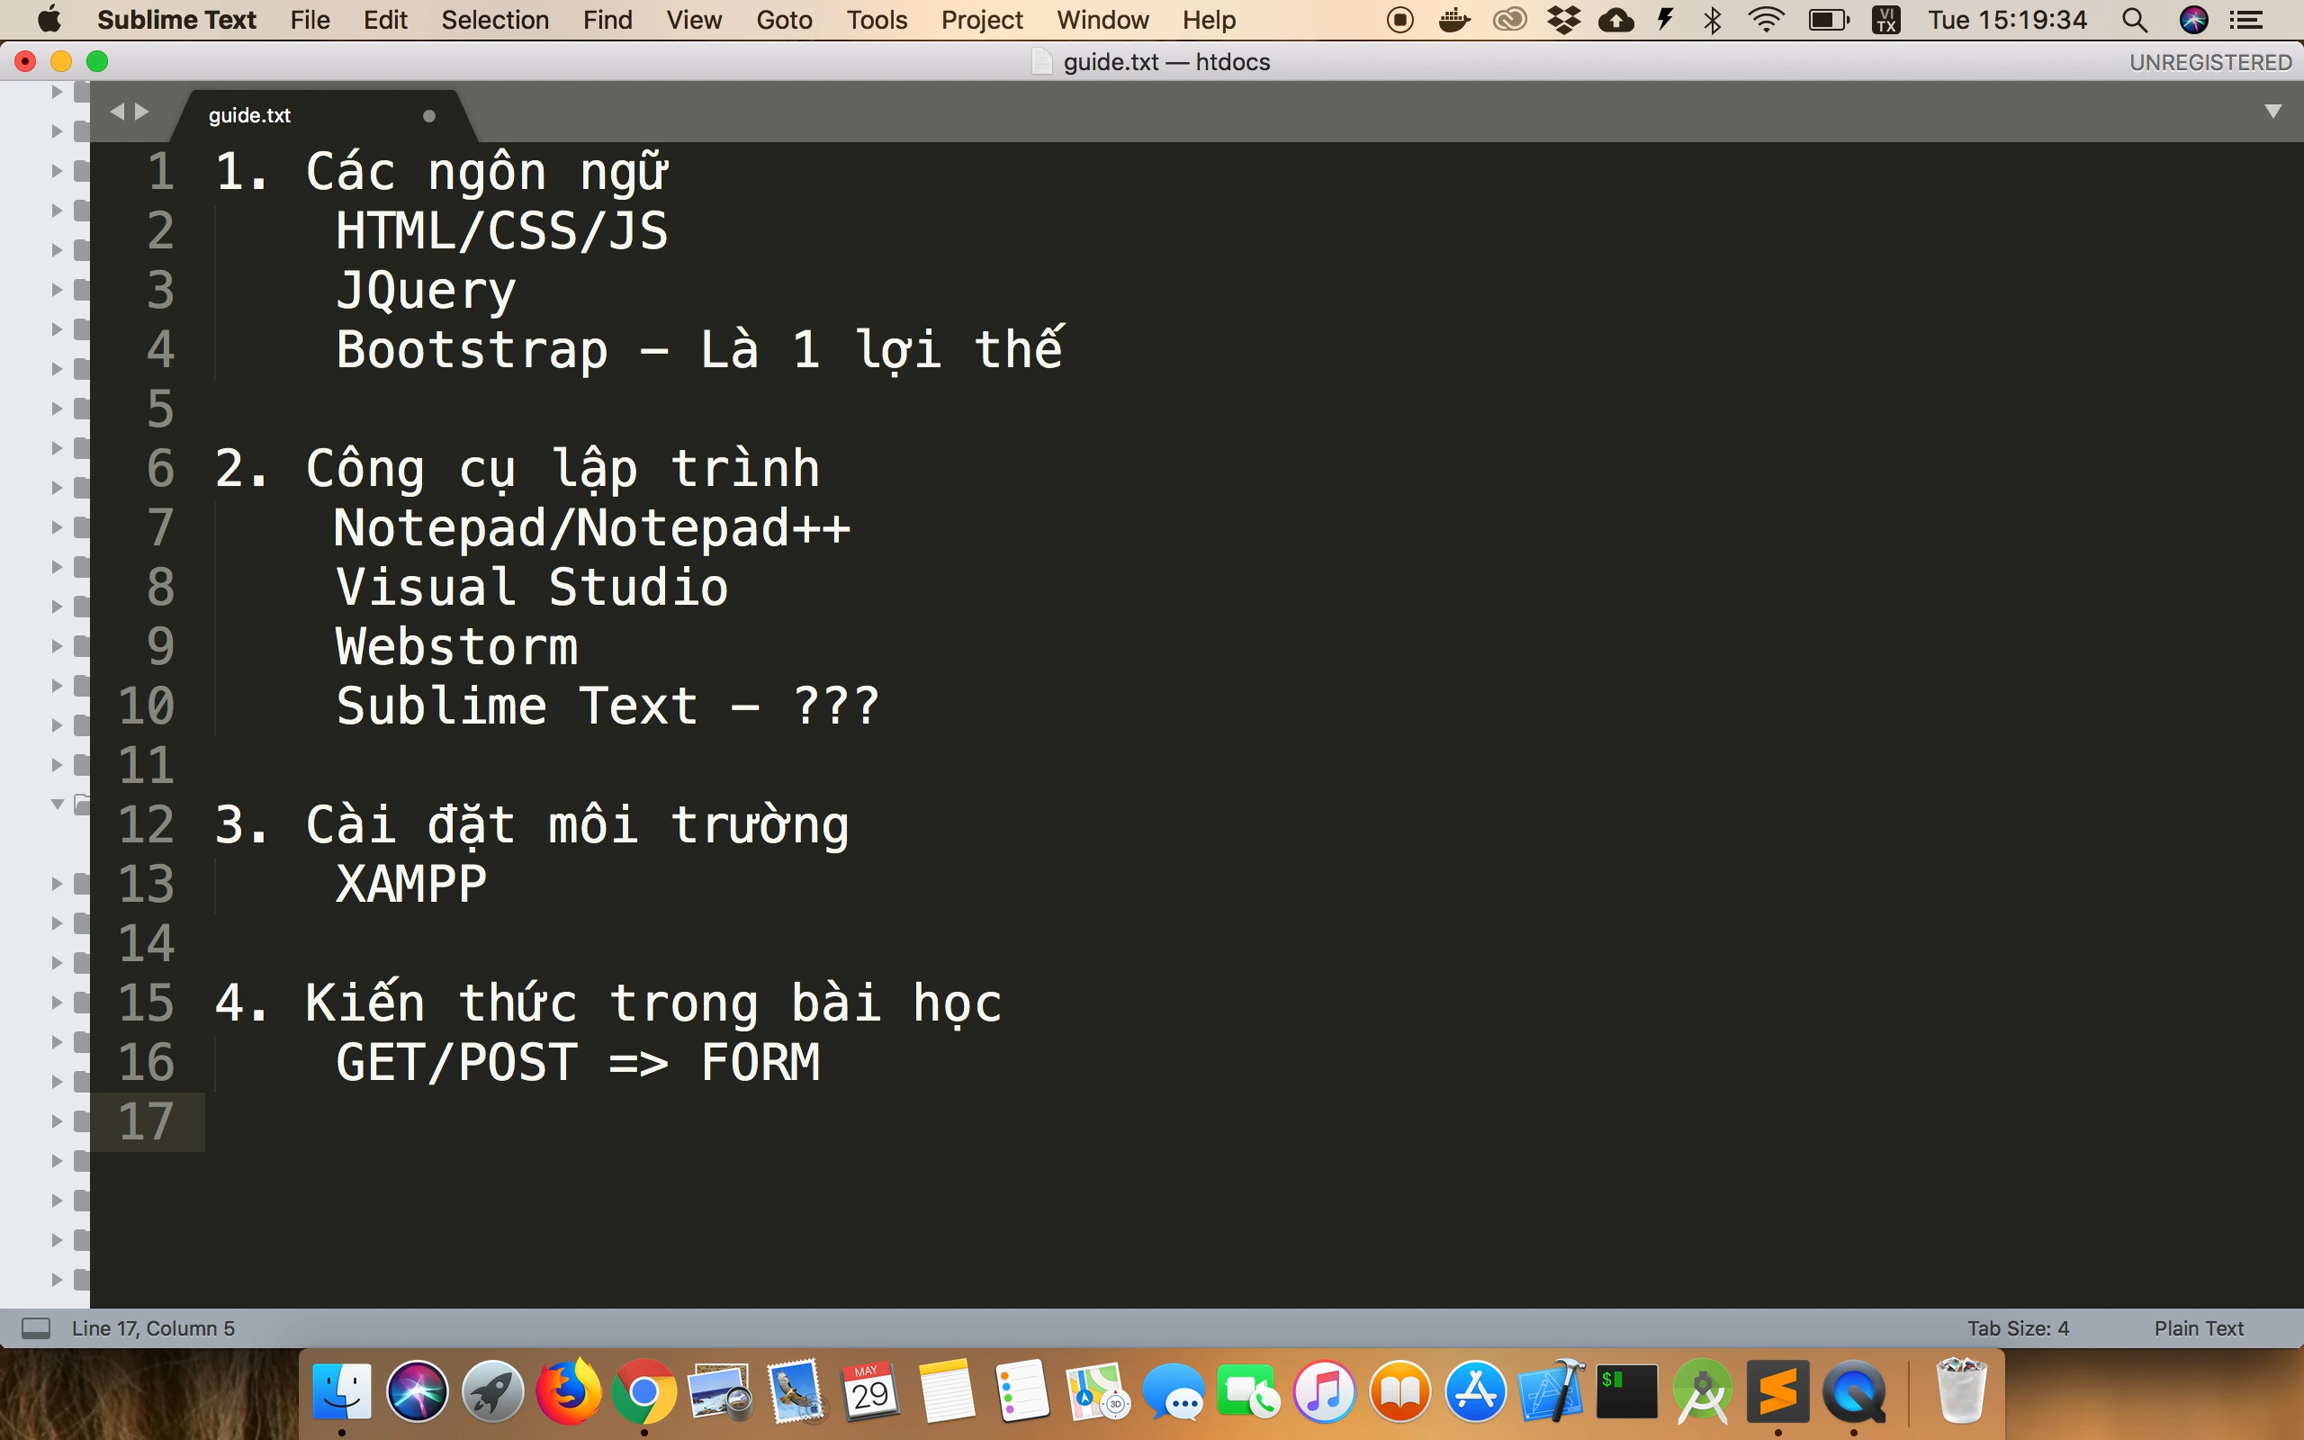 Sublime Text File Edit Selection Find View Goto Tools Project Window Help VI TX Tue 15:19:34
guide.txt — htdocs UNREGISTERED
guide.txt
1 1. Các ngôn ngữ
2 HTML/CSS/JS
3 JQuery
4 Bootstrap - Là 1 lợi thế
5
6 2. Công cụ lập trình
7 Notepad/Notepad++
8 Visual Studio
9 Webstorm
10 Sublime Text - ???
11
12 3. Cài đặt môi trường
13 XAMPP
14
15 4. Kiến thức trong bài học
16 GET/POST => FORM
17
Line 17, Column 5 Tab Size: 4 Plain Text
MAY
29
3D
$